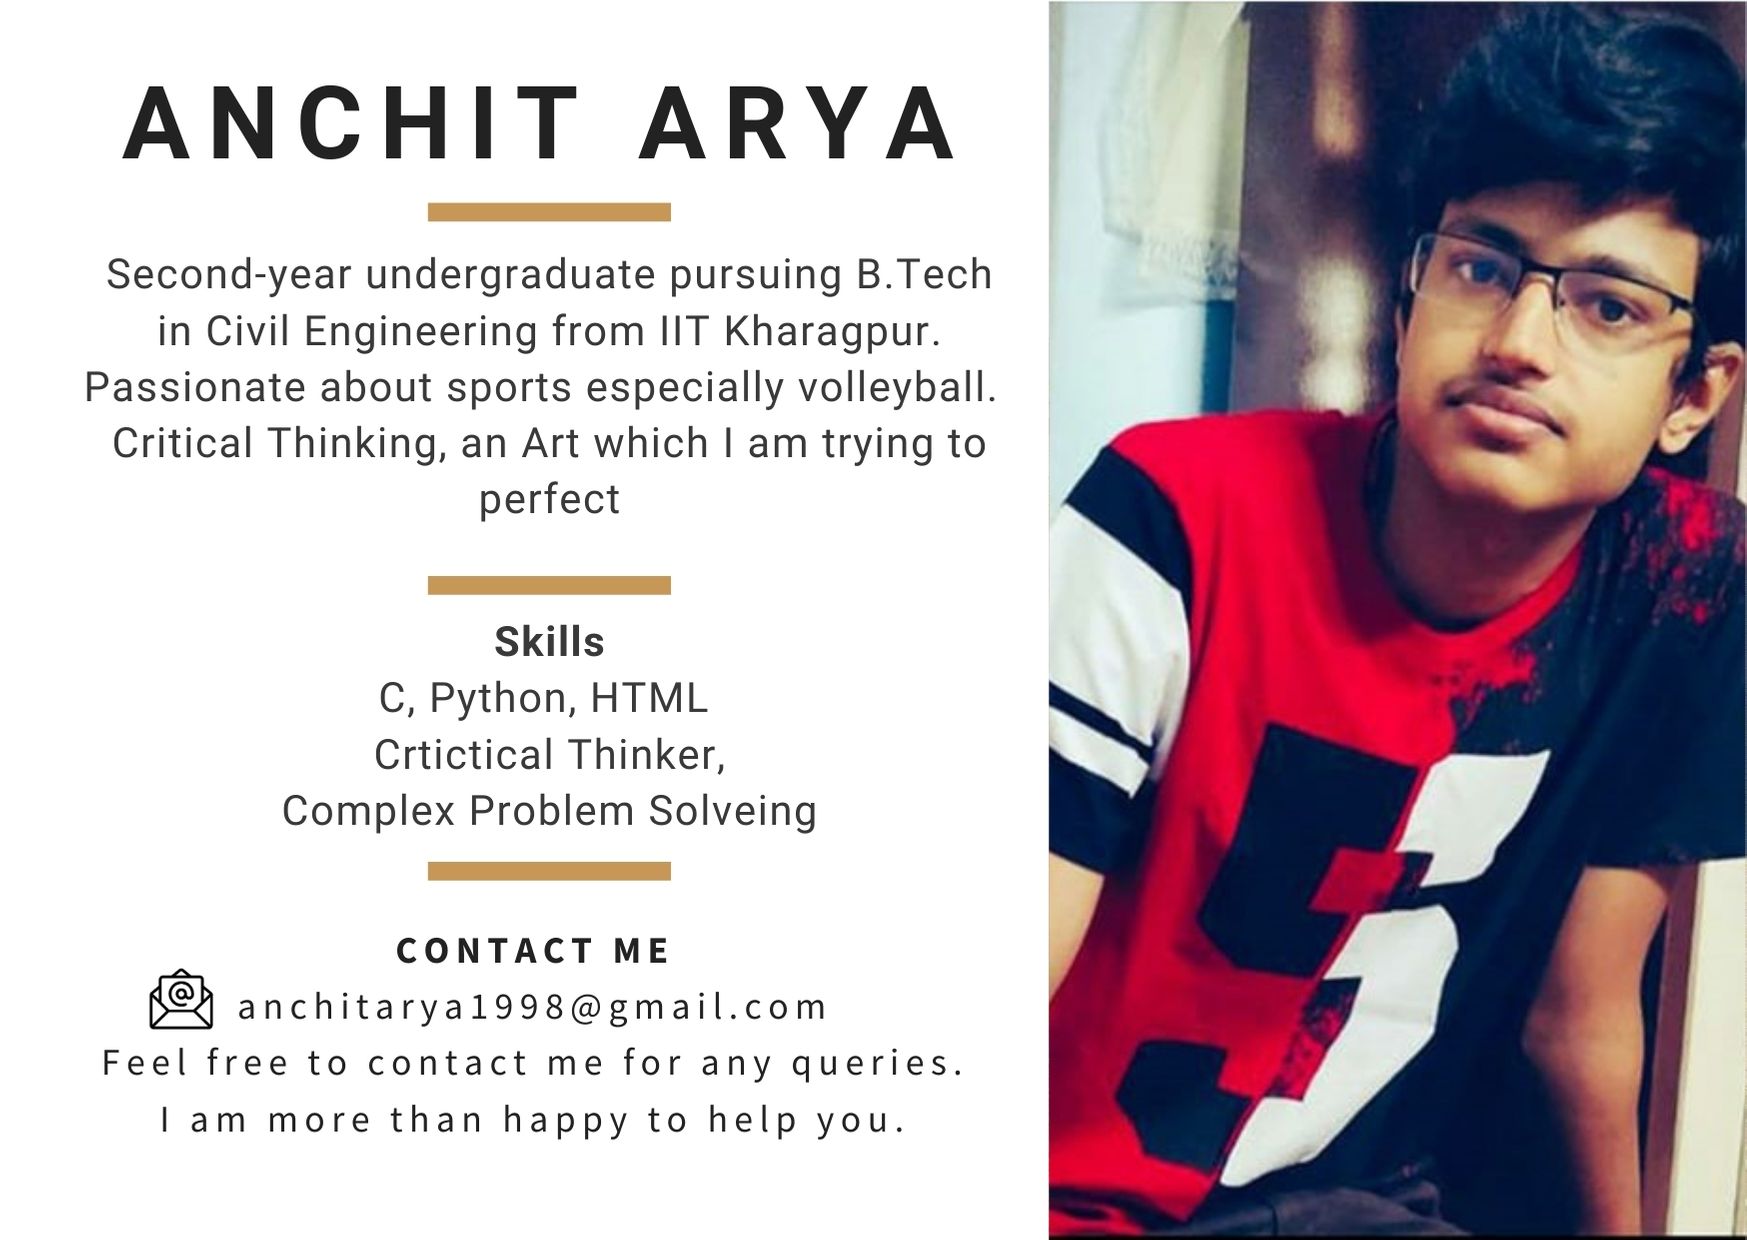 ANCHIT ARYA
Second-year undergraduate pursuing B.Tech
in Civil Engineering from IIT Kharagpur.
Passionate about sports especially volleyball.
Critical Thinking, an Art which I am trying to
perfect
Skills
C, Python, HTML
Crtictical Thinker,
Complex Problem Solveing
CONTACT ME
@ anchitarya1998@gmail.com
Feel free to contact me for any queries.
I am more than happy to help you.
5